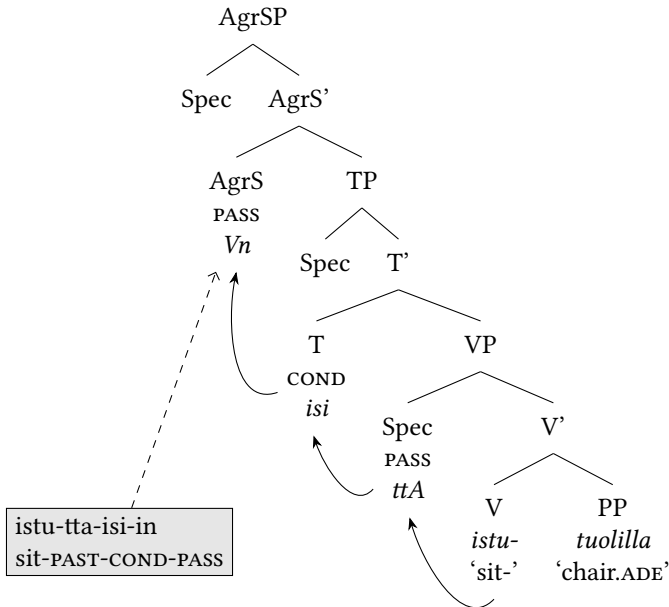 AgrSP
Spec AgrS’
AgrS TP
PASS
Vn
Spec T’
T VP
COND
isi
Spec V’
PASS
ttA
V PP
istu- tuolilla
‘sit-’ ‘chair.ADE’
istu-tta-isi-in
sit-PAST-COND-PASS